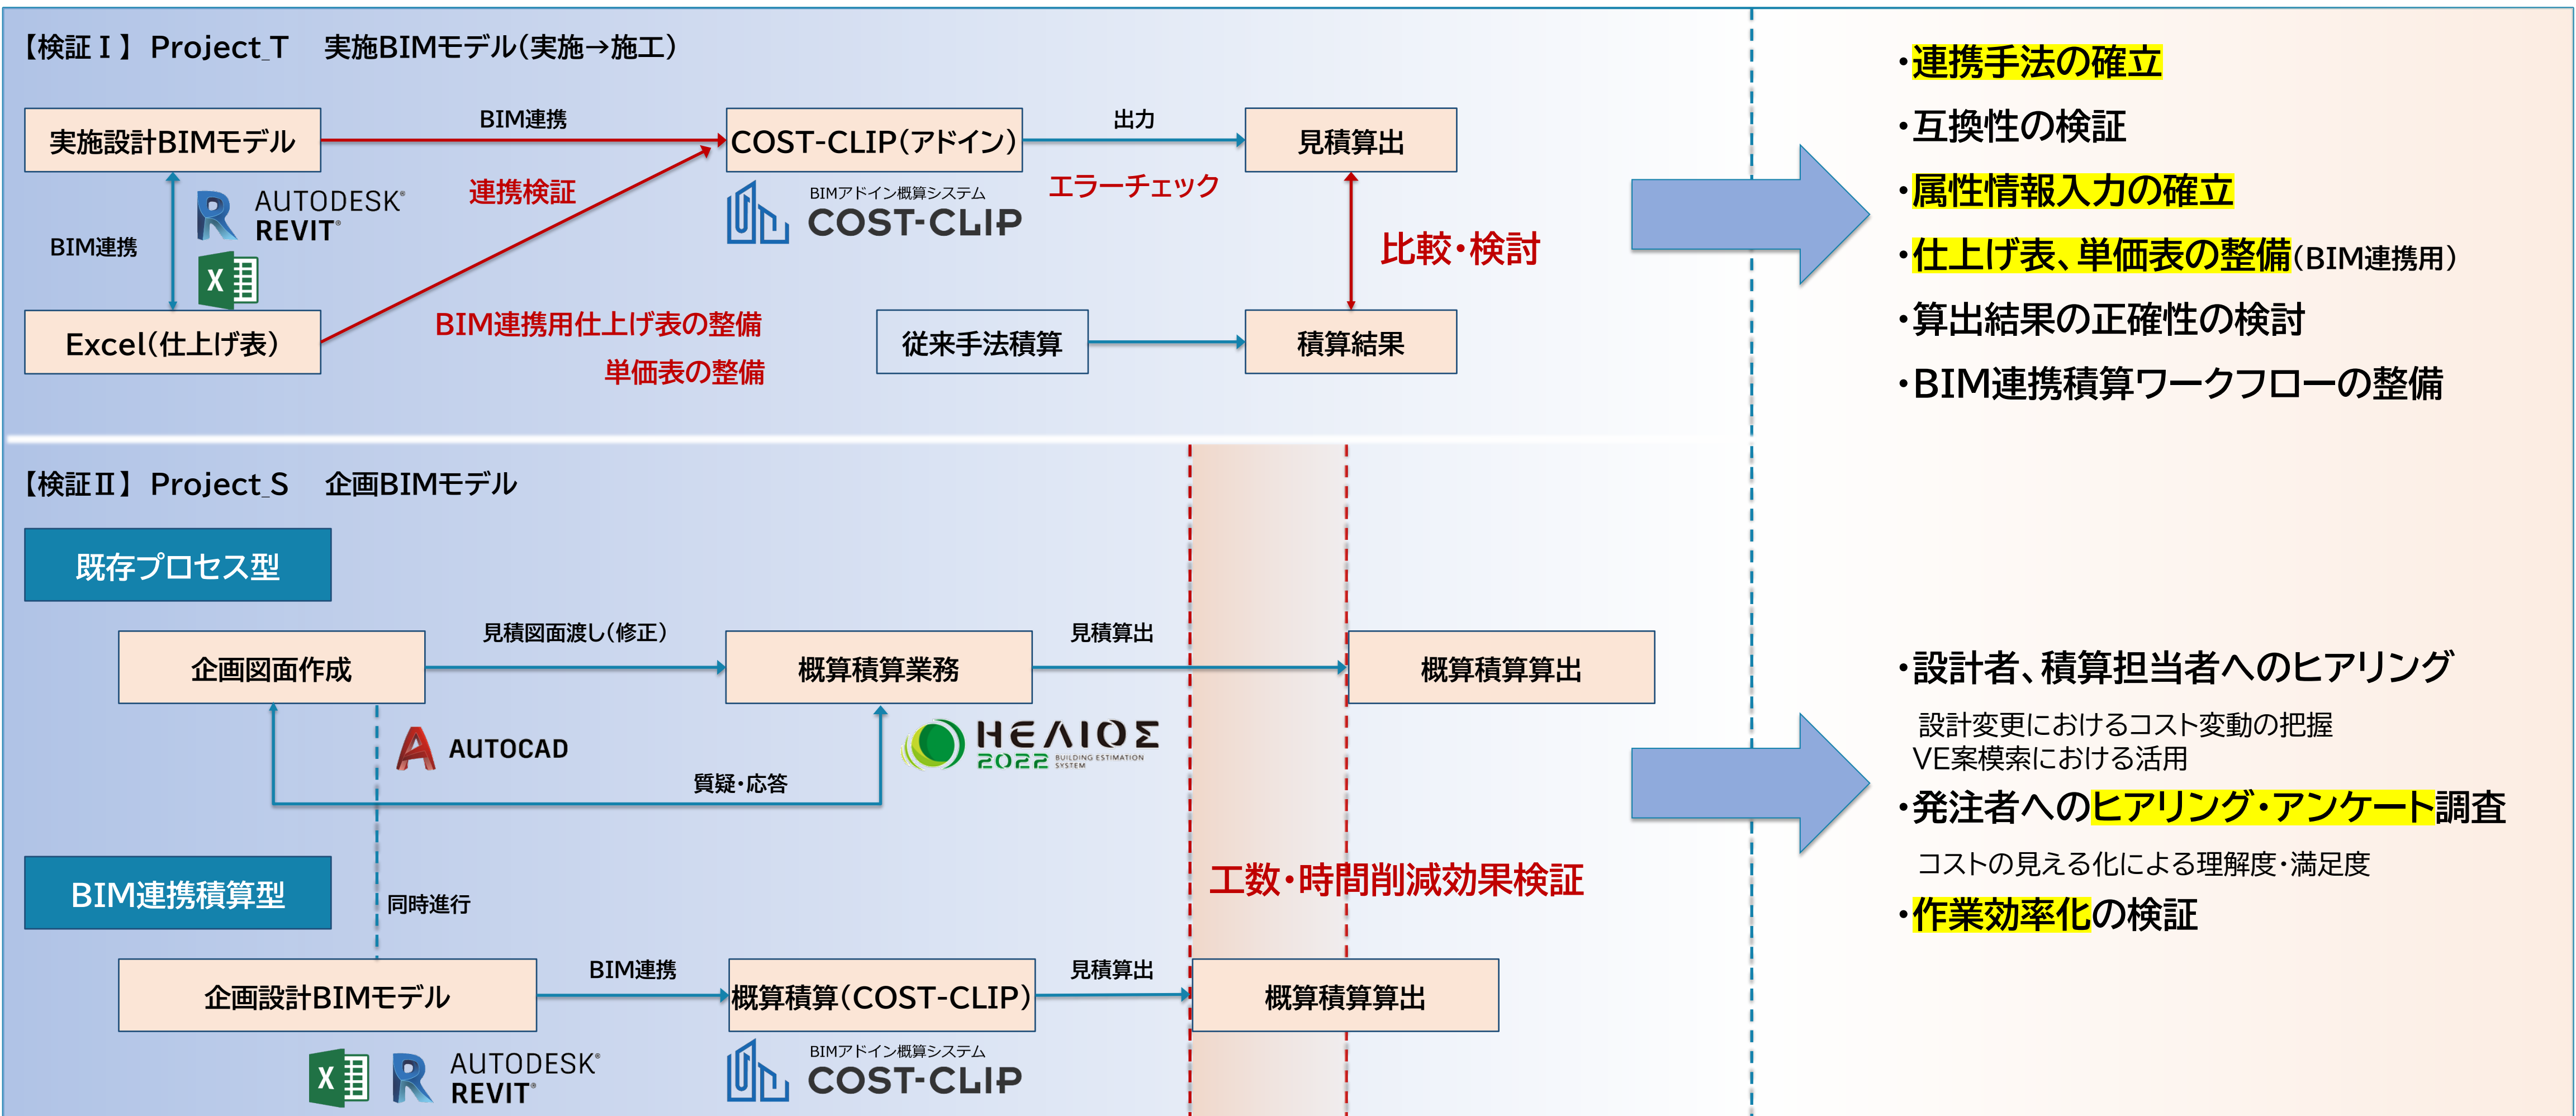 【検証Ⅰ】 Project_T　実施BIMモデル(実施→施工)
実施設計BIMモデル
BIM連携
COST-CLIP(アドイン)
出力
見積算出
連携検証
エラーチェック
AUTODESK®
REVIT®
BIMアドイン概算システム
COST-CLIP
BIM連携
X
比較・検討
Excel(仕上げ表)
BIM連携用仕上げ表の整備
単価表の整備
従来手法積算
積算結果
・連携手法の確立
・互換性の検証
・属性情報入力の確立
・仕上げ表、単価表の整備(BIM連携用)
・算出結果の正確性の検討
・BIM連携積算ワークフローの整備
【検証Ⅱ】 Project_S　企画BIMモデル
既存プロセス型
企画図面作成
見積図面渡し(修正)
概算積算業務
見積算出
概算積算算出
AUTOCAD
HEΛIOΣ
2022 BUILDING ESTIMATION
SYSTEM
質疑・応答
BIM連携積算型
同時進行
工数・時間削減効果検証
企画設計BIMモデル
BIM連携
概算積算(COST-CLIP)
見積算出
概算積算算出
X
AUTODESK®
REVIT®
BIMアドイン概算システム
COST-CLIP
・設計者、積算担当者へのヒアリング
設計変更におけるコスト変動の把握
VE案模索における活用
・発注者へのヒアリング・アンケート調査
コストの見える化による理解度・満足度
・作業効率化の検証